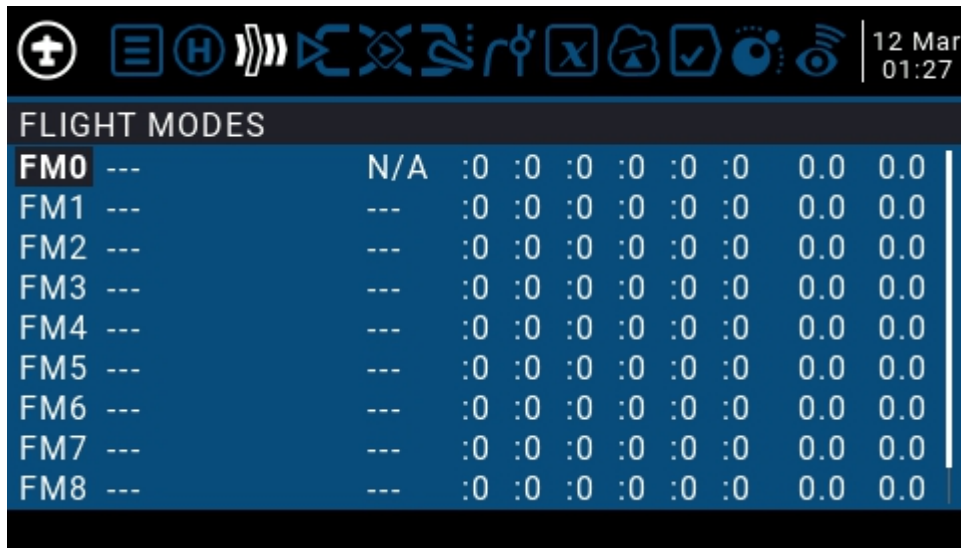 H x 12 Mar
01:27
FLIGHT MODES
FM0 --- N/A :0 :0 :0 :0 :0 :0 0.0 0.0
FM1 --- --- :0 :0 :0 :0 :0 :0 0.0 0.0
FM2 --- --- :0 :0 :0 :0 :0 :0 0.0 0.0
FM3 --- --- :0 :0 :0 :0 :0 :0 0.0 0.0
FM4 --- --- :0 :0 :0 :0 :0 :0 0.0 0.0
FM5 --- --- :0 :0 :0 :0 :0 :0 0.0 0.0
FM6 --- --- :0 :0 :0 :0 :0 :0 0.0 0.0
FM7 --- --- :0 :0 :0 :0 :0 :0 0.0 0.0
FM8 --- --- :0 :0 :0 :0 :0 :0 0.0 0.0